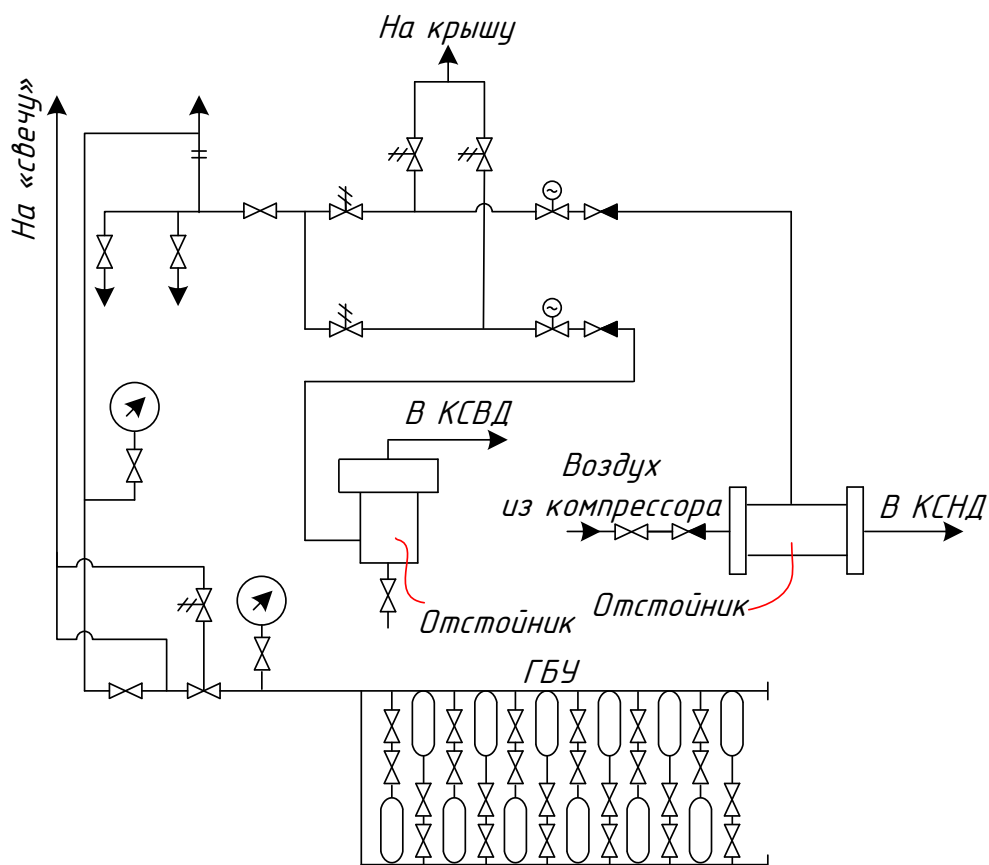 На крышу
На «свечу»
В КСВД
Воздух
из компрессора
В КСНД
Отстойник
Отстойник
ГБУ